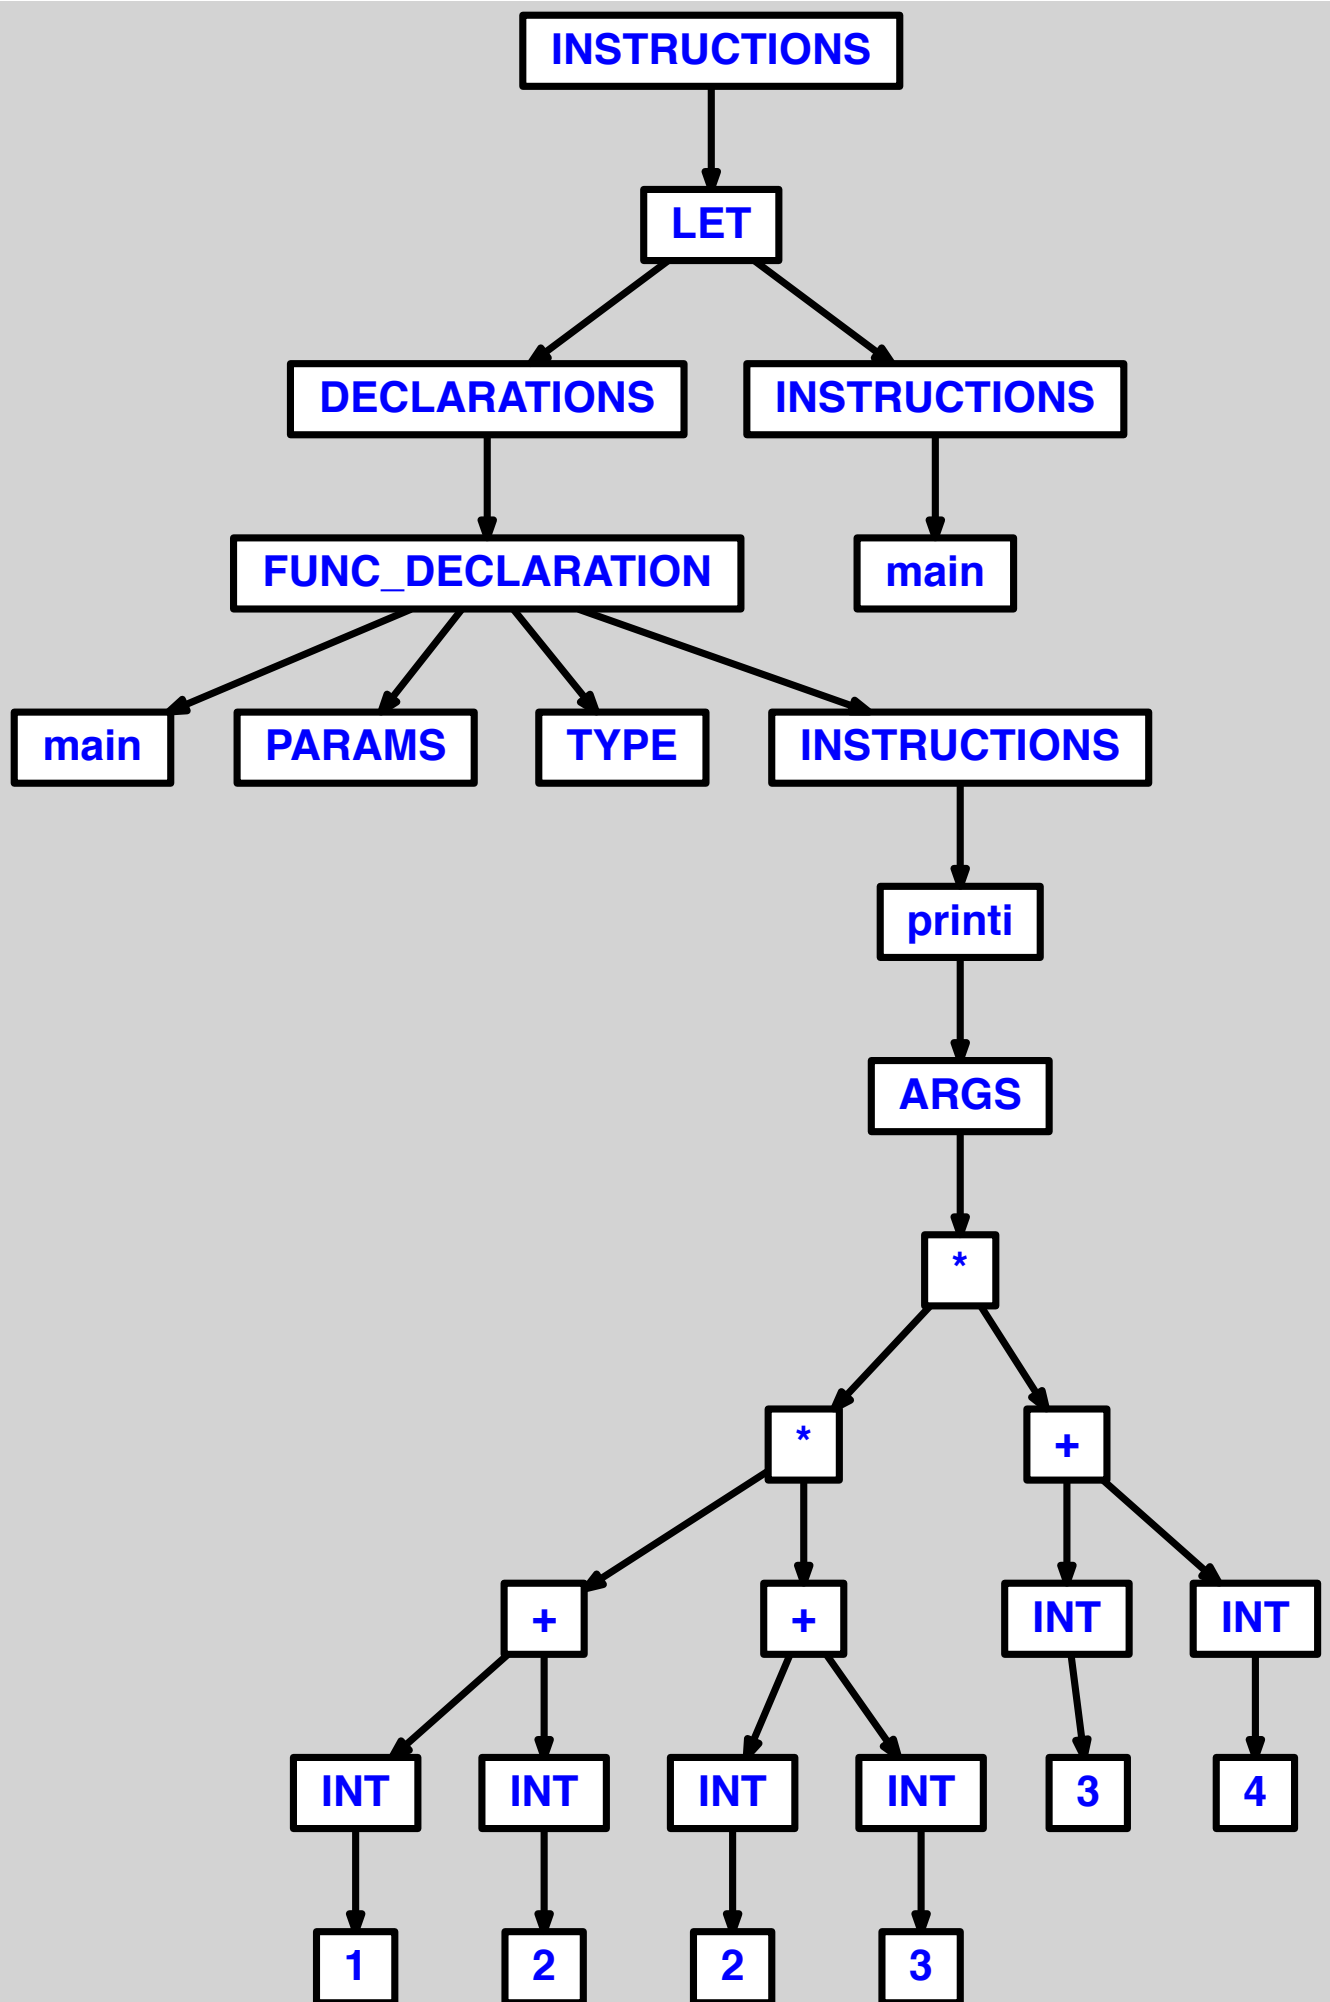 INSTRUCTIONS
LET
DECLARATIONS
INSTRUCTIONS
FUNC_DECLARATION
main
main
PARAMS
TYPE
INSTRUCTIONS
printi
ARGS
*
*
+
+
+
INT
INT
INT
INT
INT
INT
3
4
1
2
2
3